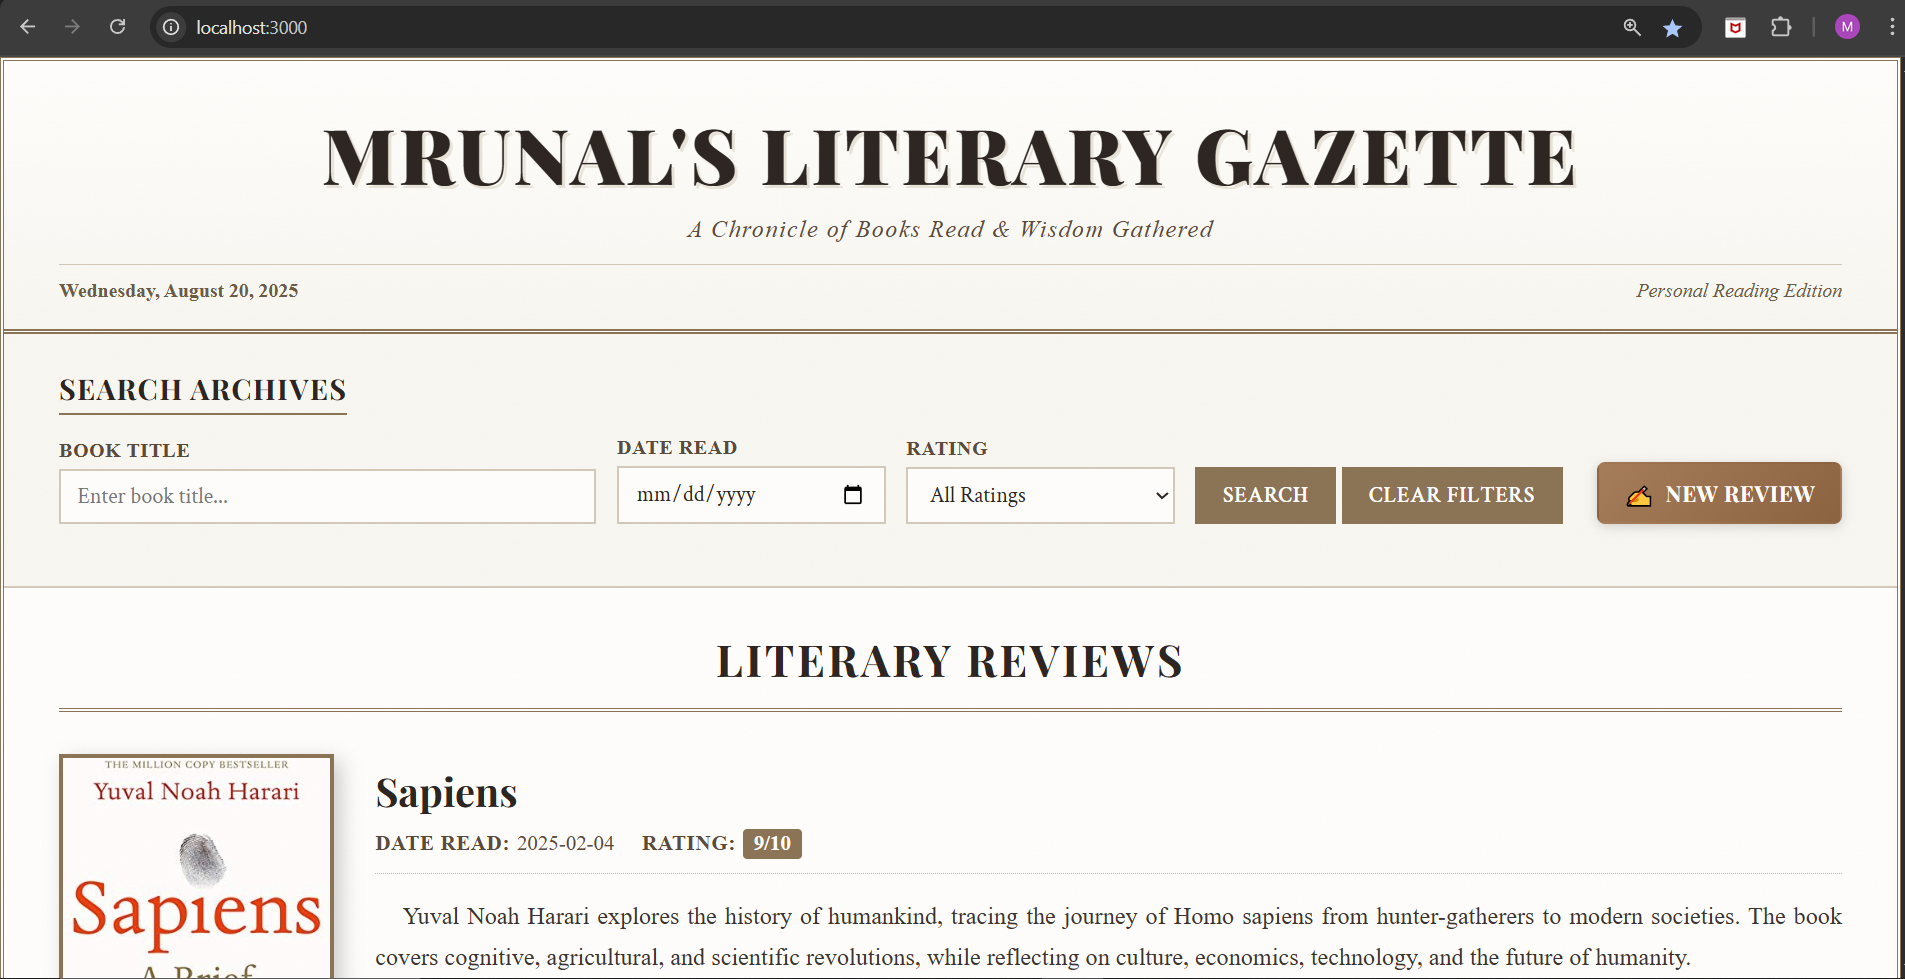 localhost:3000
M
MRUNAL'S LITERARY GAZETTE
A Chronicle of Books Read & Wisdom Gathered
Wednesday, August 20, 2025
Personal Reading Edition
SEARCH ARCHIVES
BOOK TITLE
DATE READ
RATING
Enter book title...
mm/dd/yyyy
All Ratings
SEARCH
CLEAR FILTERS
✍️ NEW REVIEW
LITERARY REVIEWS
THE MILLION COPY BESTSELLER
Yuval Noah Harari
Sapiens
A Brief
Sapiens
DATE READ: 2025-02-04 RATING: 9/10
Yuval Noah Harari explores the history of humankind, tracing the journey of Homo sapiens from hunter-gatherers to modern societies. The book
covers cognitive, agricultural, and scientific revolutions, while reflecting on culture, economics, technology, and the future of humanity.